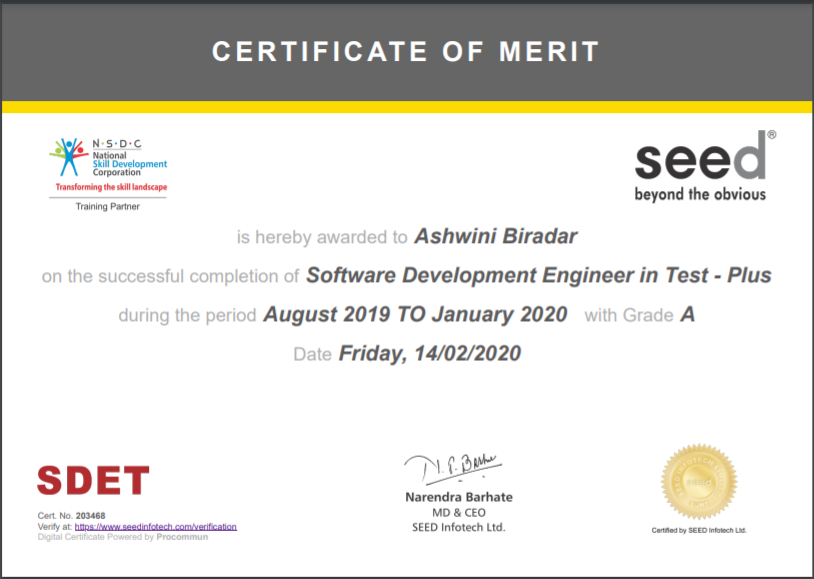 CERTIFICATE OF MERIT
N·S·D·C
National
Skill Development
Corporation
Transforming the skill landscape
Training Partner
seed®
beyond the obvious
is hereby awarded to Ashwini Biradar
on the successful completion of Software Development Engineer in Test - Plus
during the period August 2019 TO January 2020 with Grade A
Date Friday, 14/02/2020
SDET
Cert. No. 203468
Verify at: https://www.seedinfotech.com/verification
Digital Certificate Powered by Procommun
Narendra Barhate
MD & CEO
SEED Infotech Ltd.
seed
Certified by SEED Infotech Ltd.